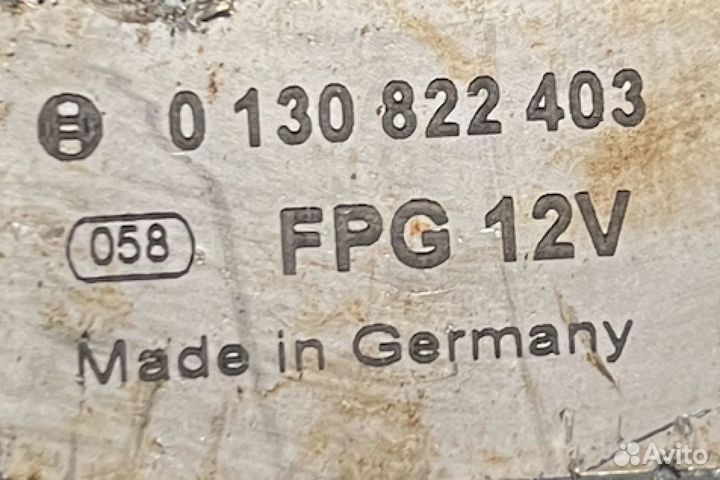 0 130 822 403
058 FPG 12V
Made in Germany
Avito